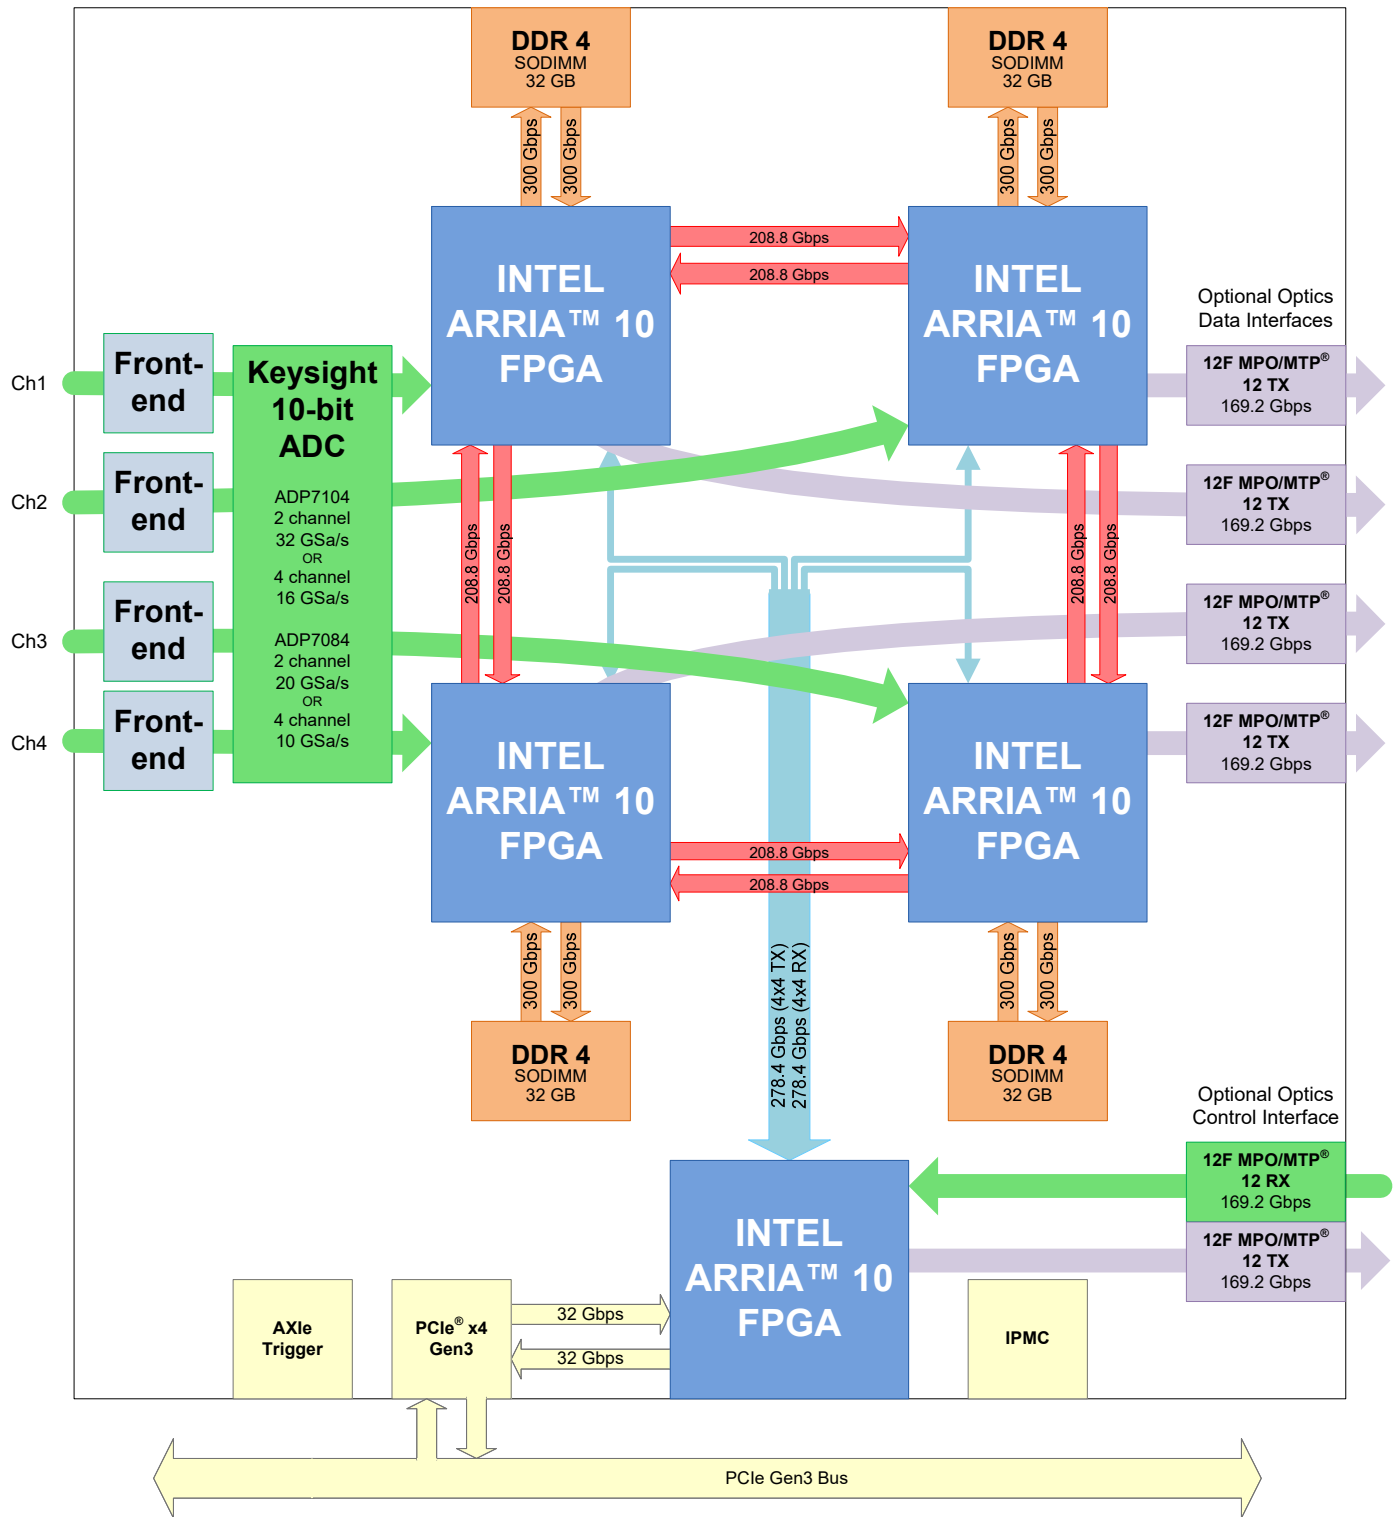 DDR 4
SODIMM
32 GB
DDR 4
SODIMM
32 GB
300 Gbps
300 Gbps
300 Gbps
300 Gbps
INTEL
ARRIA™ 10
FPGA
208.8 Gbps
208.8 Gbps
INTEL
ARRIA™ 10
FPGA
Optional Optics
Data Interfaces
Ch1
Front-
end
Ch2
Front-
end
Ch3
Front-
end
Ch4
Front-
end
Keysight
10-bit
ADC
ADP7104
2 channel
32 GSa/s
OR
4 channel
16 GSa/s
ADP7084
2 channel
20 GSa/s
OR
4 channel
10 GSa/s
12F MPO/MTP®
12 TX
169.2 Gbps
12F MPO/MTP®
12 TX
169.2 Gbps
12F MPO/MTP®
12 TX
169.2 Gbps
12F MPO/MTP®
12 TX
169.2 Gbps
208.8 Gbps
208.8 Gbps
208.8 Gbps
208.8 Gbps
INTEL
ARRIA™ 10
FPGA
208.8 Gbps
208.8 Gbps
INTEL
ARRIA™ 10
FPGA
300 Gbps
300 Gbps
278.4 Gbps (4x4 TX)
278.4 Gbps (4x4 RX)
300 Gbps
300 Gbps
DDR 4
SODIMM
32 GB
DDR 4
SODIMM
32 GB
Optional Optics
Control Interface
12F MPO/MTP®
12 RX
169.2 Gbps
12F MPO/MTP®
12 TX
169.2 Gbps
INTEL
ARRIA™ 10
FPGA
AXIe
Trigger
PCIe® x4
Gen3
32 Gbps
32 Gbps
IPMC
PCIe Gen3 Bus